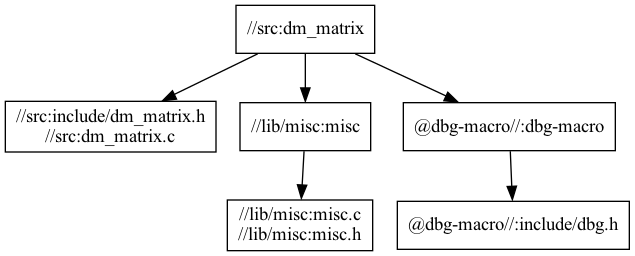 //src:dm_matrix
//src:include/dm_matrix.h
//src:dm_matrix.c
//lib/misc:misc
@dbg-macro//:dbg-macro
//lib/misc:misc.c
//lib/misc:misc.h
@dbg-macro//:include/dbg.h